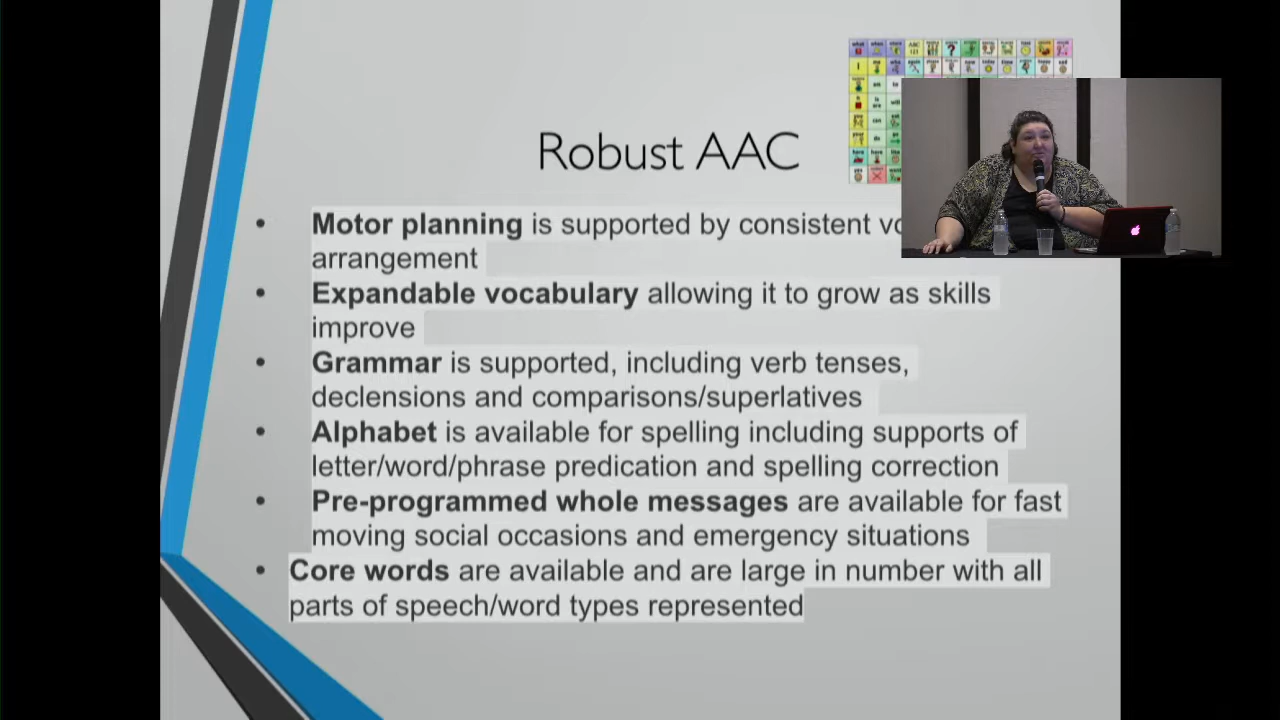 Robust AAC
• Motor planning is supported by consistent
arrangement
• Expandable vocabulary allowing it to grow as skills
improve
• Grammar is supported, including verb tenses,
declensions and comparisons/superlatives
• Alphabet is available for spelling including supports of
letter/word/phrase predication and spelling correction
• Pre-programmed whole messages are available for fast
moving social occasions and emergency situations
• Core words are available and are large in number with all
parts of speech/word types represented